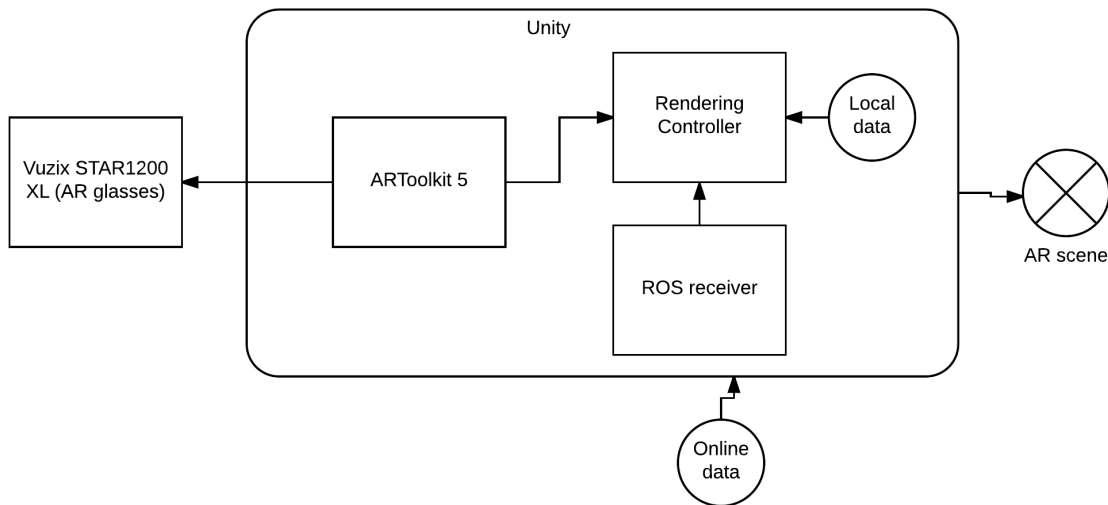 Unity
Rendering
Controller
Local
data
Vuzix STAR1200
XL (AR glasses)
ARToolkit 5
AR scene
ROS receiver
Online
data